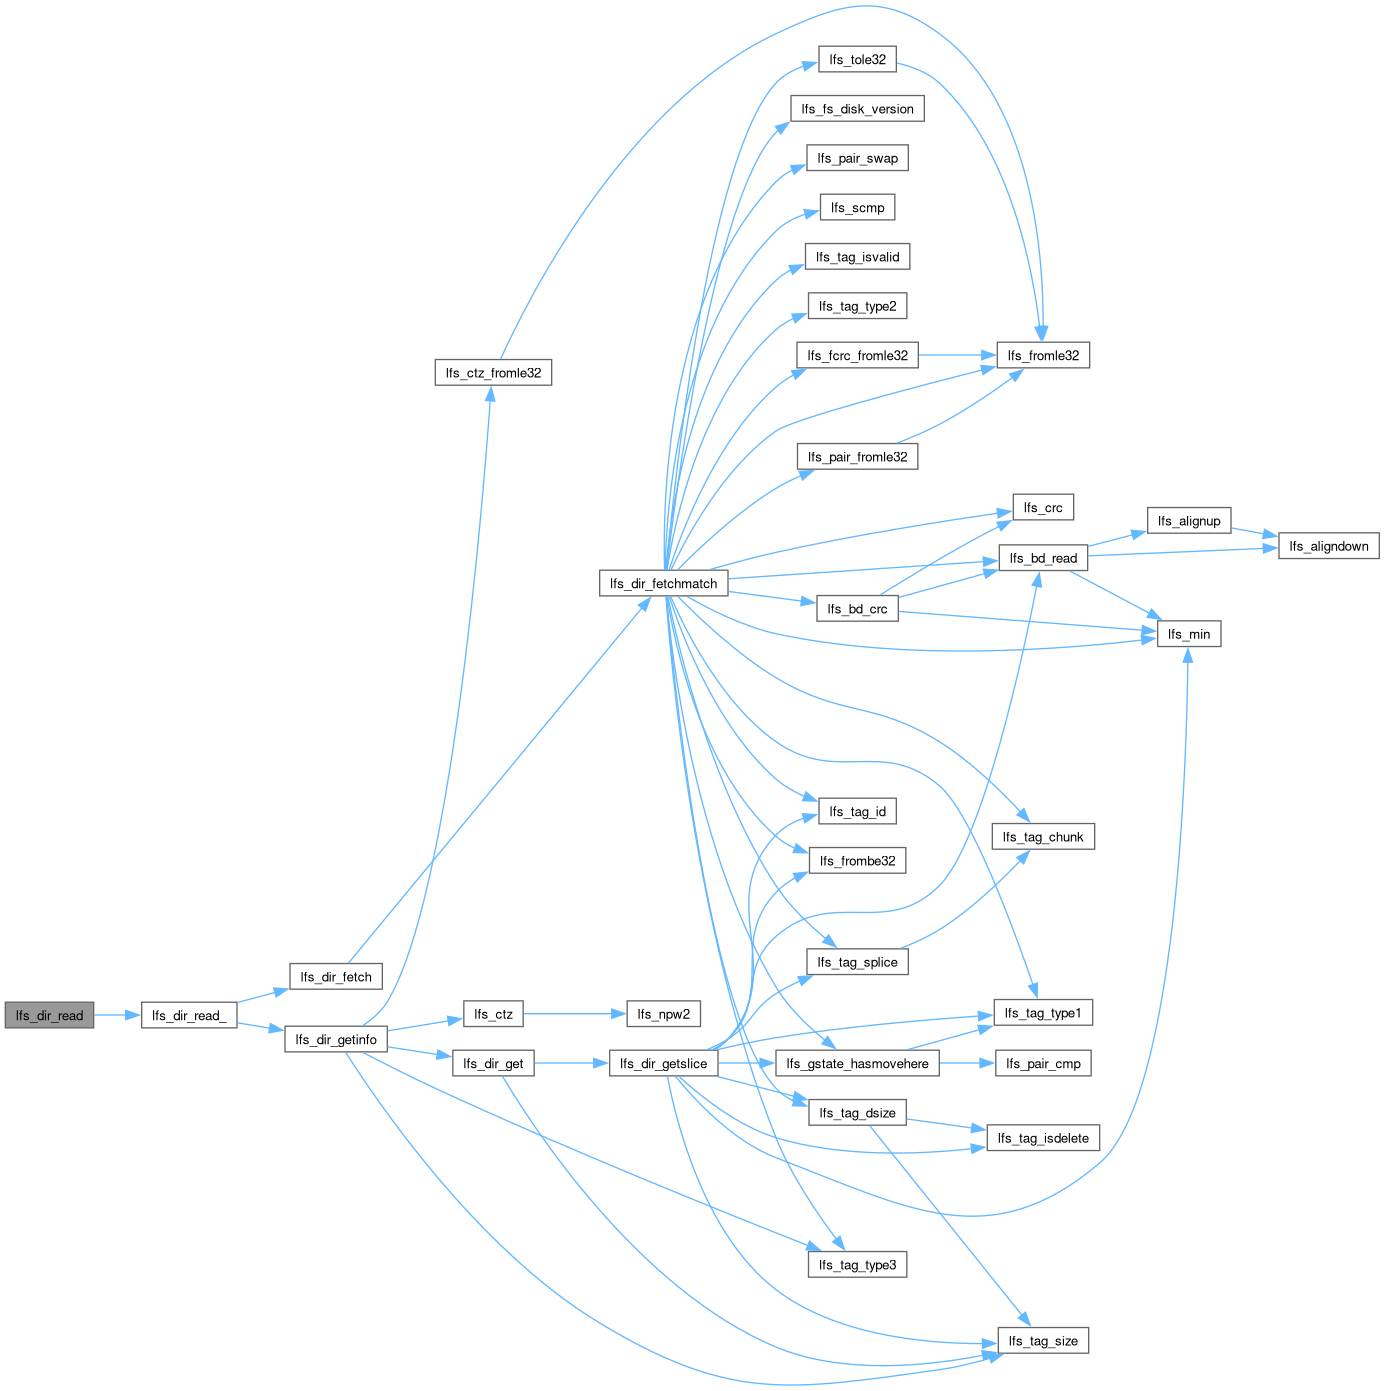 lfs_tole32
lfs_fs_disk_version
lfs_pair_swap
lfs_scmp
lfs_tag_isvalid
lfs_tag_type2
lfs_fcrc_fromle32
lfs_fromle32
lfs_ctz_fromle32
lfs_pair_fromle32
lfs_crc
lfs_alignup
lfs_aligndown
lfs_bd_read
lfs_dir_fetchmatch
lfs_bd_crc
lfs_min
lfs_tag_id
lfs_tag_chunk
lfs_frombe32
lfs_tag_splice
lfs_dir_fetch
lfs_dir_read
lfs_dir_read_
lfs_ctz
lfs_npw2
lfs_tag_type1
lfs_dir_getinfo
lfs_dir_get
lfs_dir_getslice
lfs_gstate_hasmovehere
lfs_pair_cmp
lfs_tag_dsize
lfs_tag_isdelete
lfs_tag_type3
lfs_tag_size